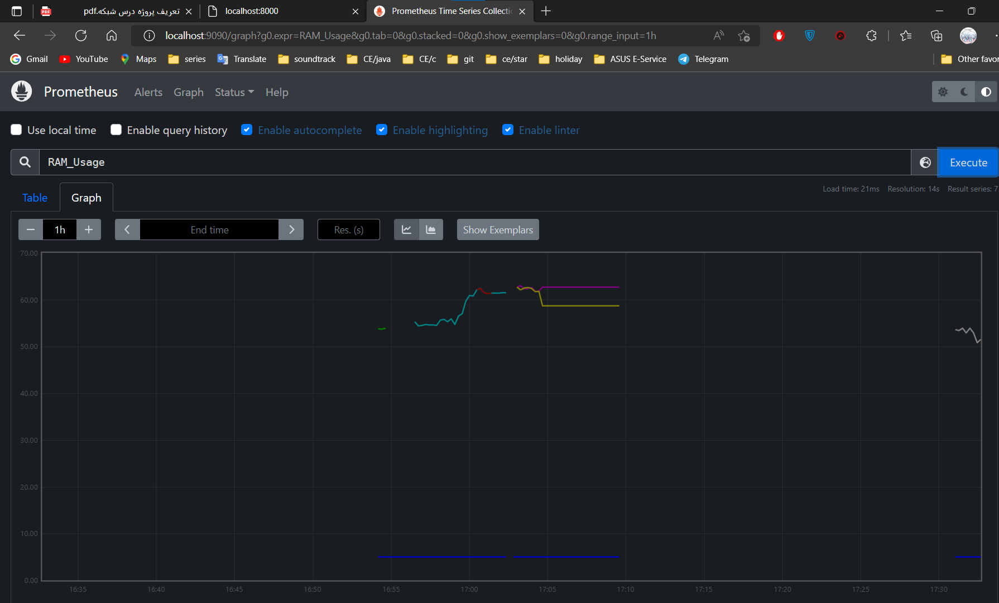 تعریف پروژه درس شبکه.pdf
localhost:8000
Prometheus Time Series Collecti
localhost:9090/graph?g0.expr=RAM_Usage&g0.tab=0&g0.stacked=0&g0.show_exemplars=0&g0.range_input=1h
Gmail YouTube Maps series Translate soundtrack CE/java CE/c git ce/star holiday ASUS E-Service Telegram Other favor
Prometheus Alerts Graph Status Help
Use local time Enable query history Enable autocomplete Enable highlighting Enable linter
RAM_Usage Execute
Load time: 21ms Resolution: 14s Result series: 7
Table Graph
1h End time Res. (s) Show Exemplars
70.00
60.00
50.00
40.00
30.00
20.00
10.00
0.00
16:35 16:40 16:45 16:50 16:55 17:00 17:05 17:10 17:15 17:20 17:25 17:30